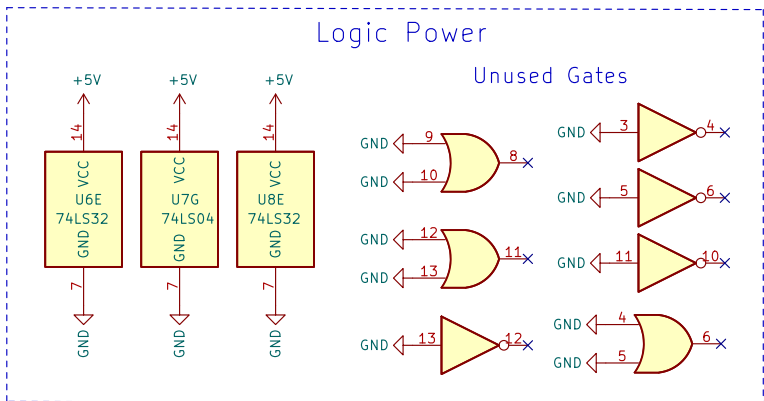 Logic Power
Unused Gates
+5V
14
VCC
U6E
74LS32
GND
7
GND
+5V
14
VCC
U7G
74LS04
GND
7
GND
+5V
14
VCC
U8E
74LS32
GND
7
GND
GND 9
GND 10
8
GND 12
GND 13
11
GND 13 12
GND 3 4
GND 5 6
GND 11 10
GND 4
GND 5
6